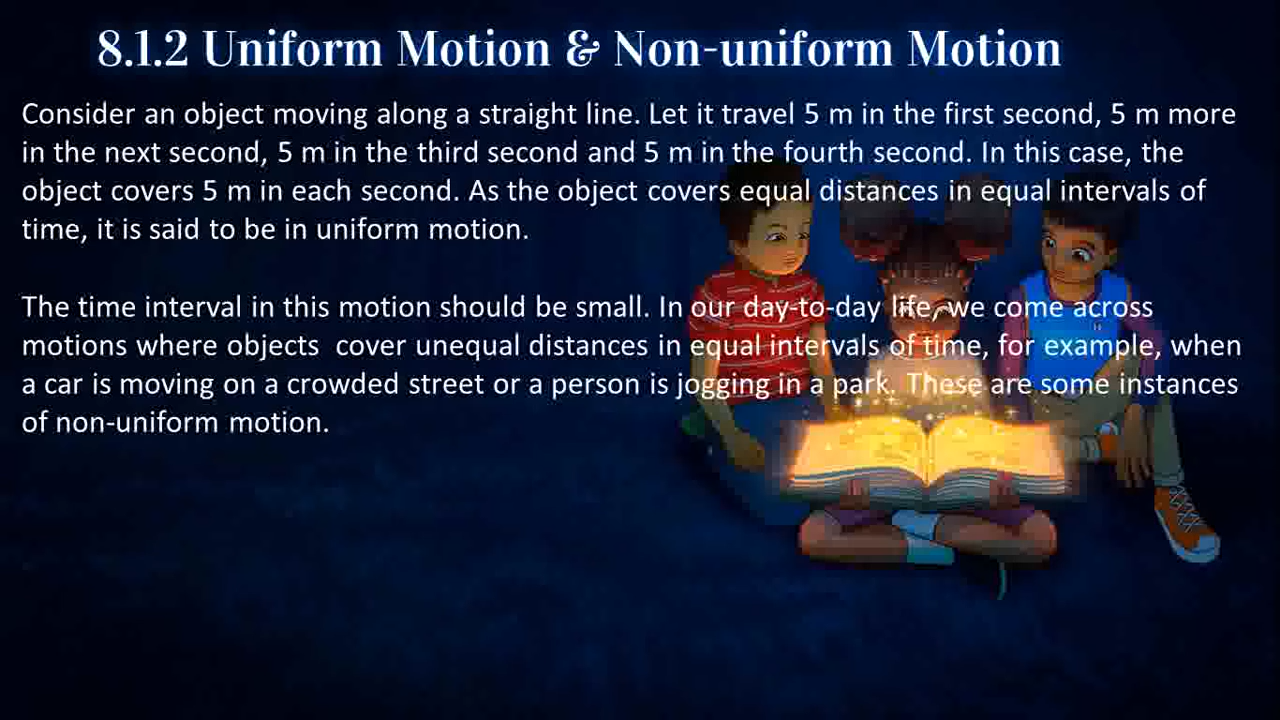 8.1.2 Uniform Motion & Non-uniform Motion
Consider an object moving along a straight line. Let it travel 5 m in the first second, 5 m more
in the next second, 5 m in the third second and 5 m in the fourth second. In this case, the
object covers 5 m in each second. As the object covers equal distances in equal intervals of
time, it is said to be in uniform motion.
The time interval in this motion should be small. In our day-to-day life, we come across
motions where objects  cover unequal distances in equal intervals of time, for example, when
a car is moving on a crowded street or a person is jogging in a park. These are some instances
of non-uniform motion.